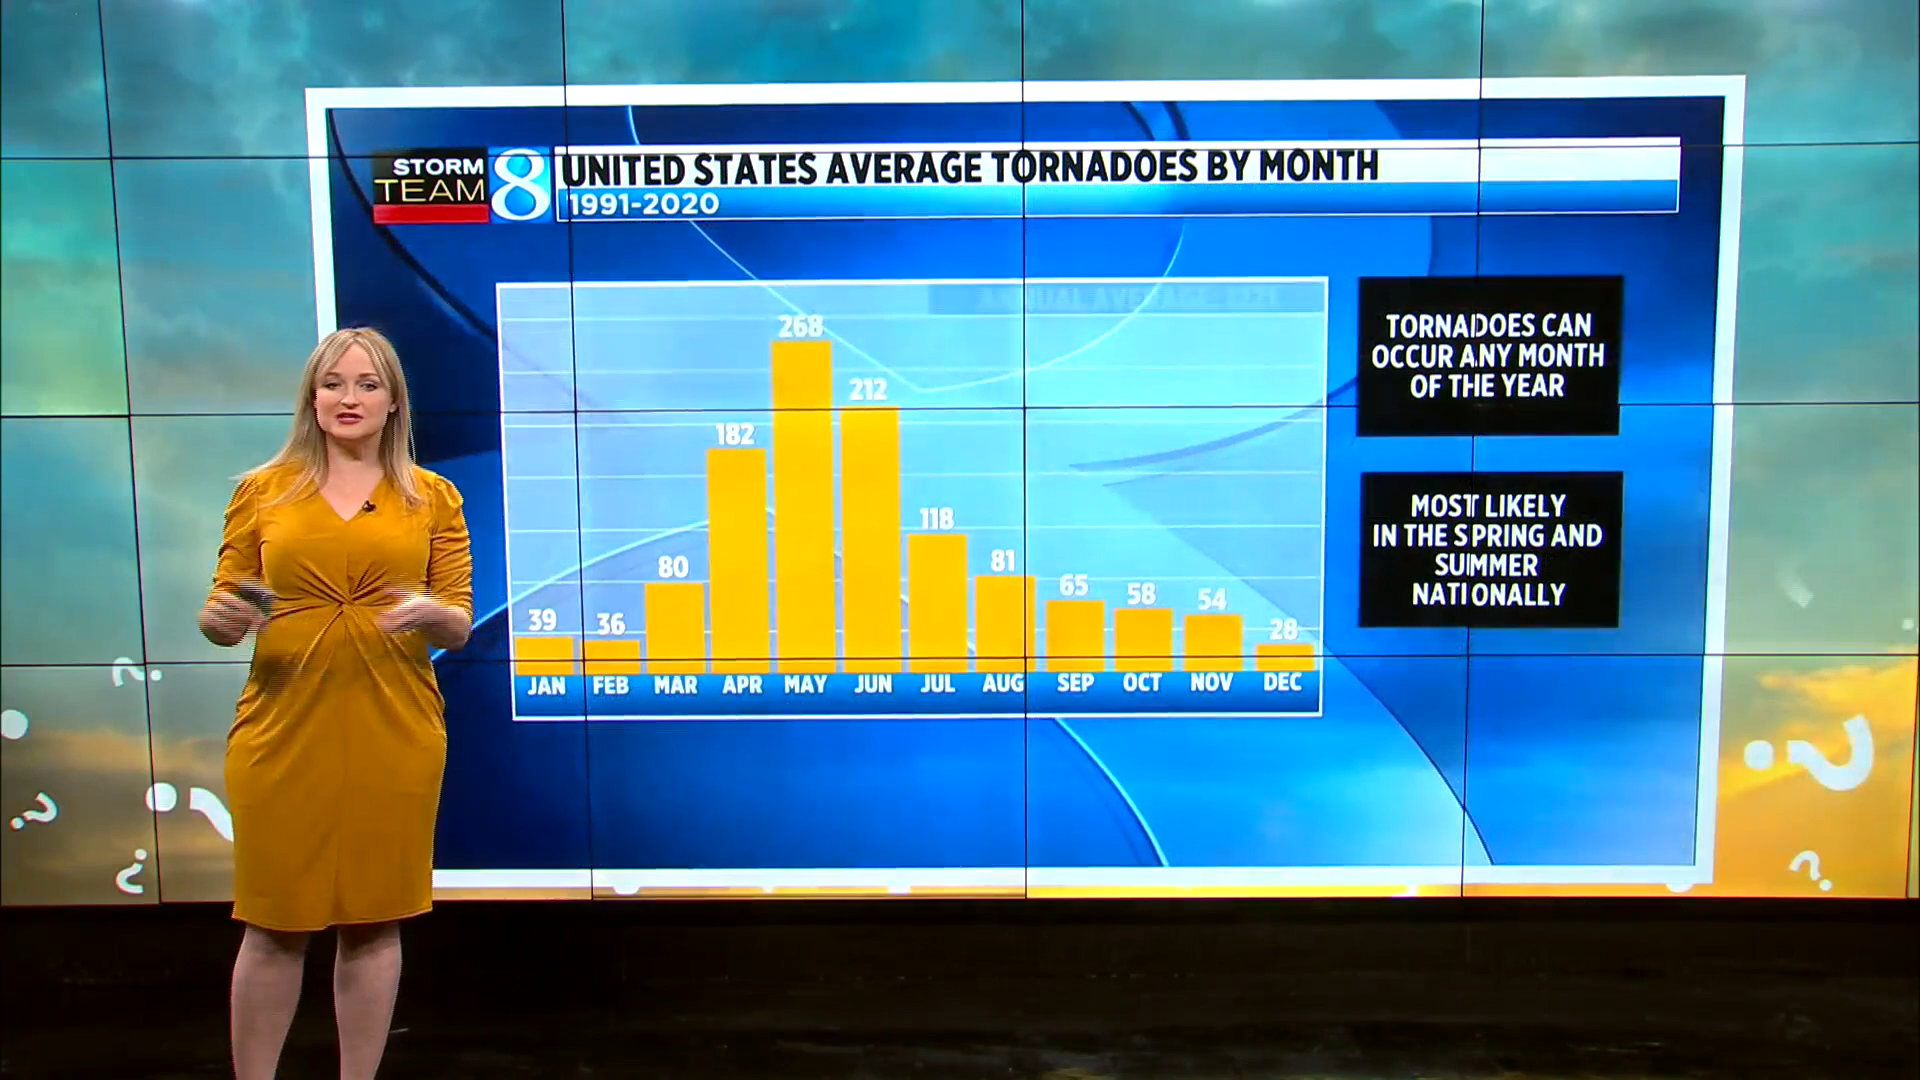 STORM
TEAM
8
UNITED STATES AVERAGE TORNADOES BY MONTH
1991-2020
ANNUAL AVERAGE
268
212
182
118
80
81
65
58
54
39
36
28
JAN FEB MAR APR MAY JUN JUL AUG SEP OCT NOV DEC
TORNADOES CAN
OCCUR ANY MONTH
OF THE YEAR
MOST LIKELY
IN THE SPRING AND
SUMMER
NATIONALLY
?
?
?
?
?
?